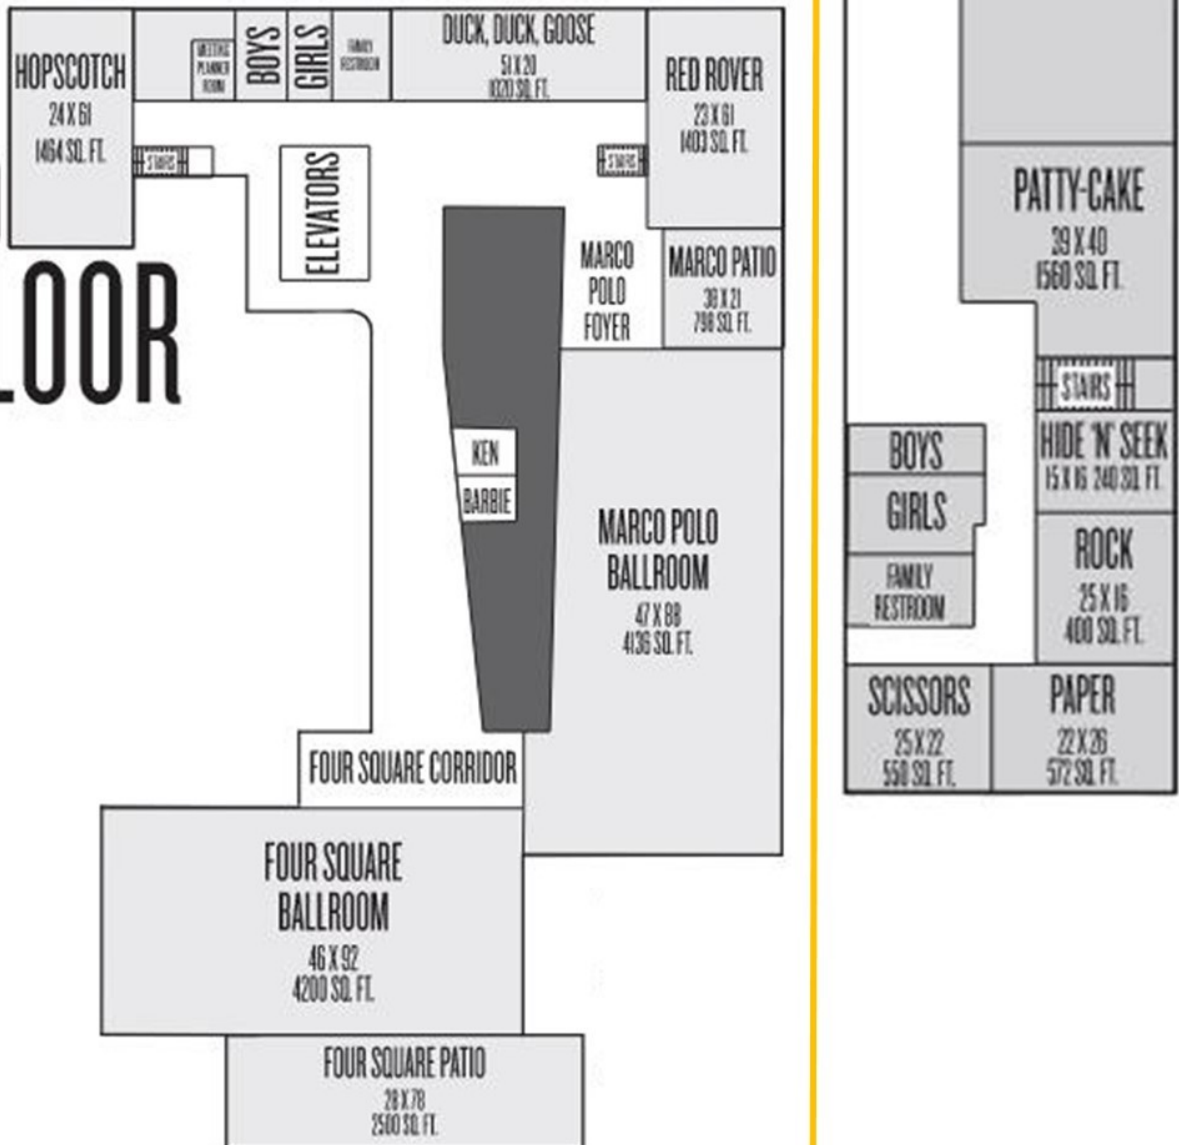 HOPSCOTCH
24 X 61
1464 SQ. FT.
MEETING
PLANNER
ROOM
BOYS
GIRLS
FAMILY
RESTROOM
DUCK, DUCK, GOOSE
51 X 20
1020 SQ. FT.
RED ROVER
23 X 61
1403 SQ. FT.
STAIRS
ELEVATORS
STAIRS
MARCO
POLO
FOYER
MARCO PATIO
38 X 21
798 SQ. FT.
LOOR
KEN
BARBIE
MARCO POLO
BALLROOM
47 X 88
4136 SQ. FT.
FOUR SQUARE CORRIDOR
FOUR SQUARE
BALLROOM
46 X 92
4200 SQ. FT.
FOUR SQUARE PATIO
28 X 78
2500 SQ. FT.
PATTY-CAKE
39 X 40
1560 SQ. FT.
STAIRS
HIDE 'N' SEEK
15 X 16 240 SQ. FT.
BOYS
GIRLS
FAMILY
RESTROOM
ROCK
25 X 16
400 SQ. FT.
SCISSORS
25 X 22
550 SQ. FT.
PAPER
22 X 26
572 SQ. FT.